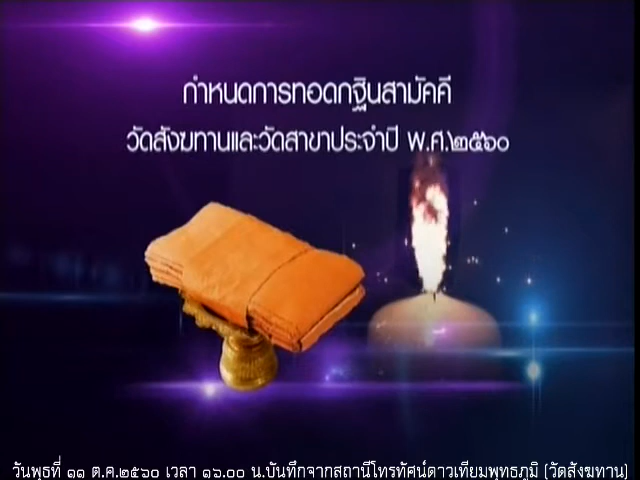 กำหนดการทอดกฐินสามัคคี
วัดสังฆทานและวัดสาขาประจำปี พ.ศ.๒๕๖๐
วันพุธที่ ๑๑ ต.ค.๒๕๖๐ เวลา ๑๖.๐๐ น.บันทึกจากสถานีโทรทัศน์ดาวเทียมพุทธภูมิ (วัดสังฆทาน)